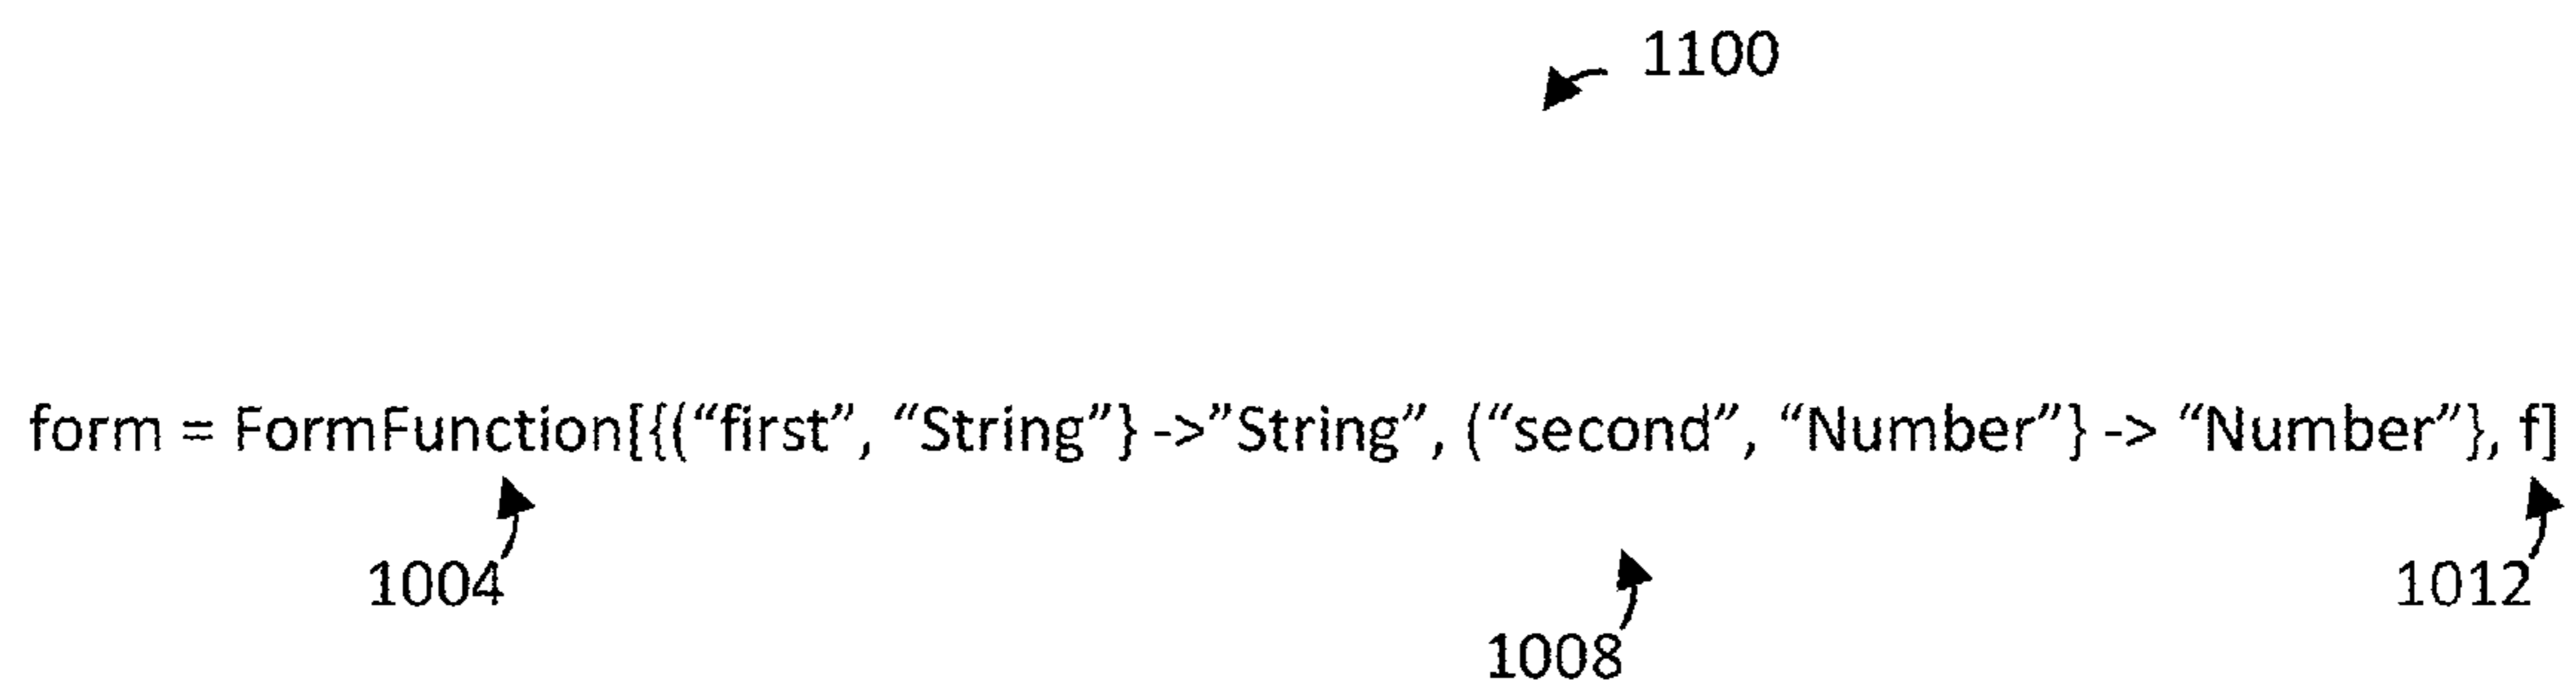 1100
form = FormFunction[{(“first”, “String”} ->”String”, (“second”, “Number”} -> “Number”}, f]
1004
1012
1008